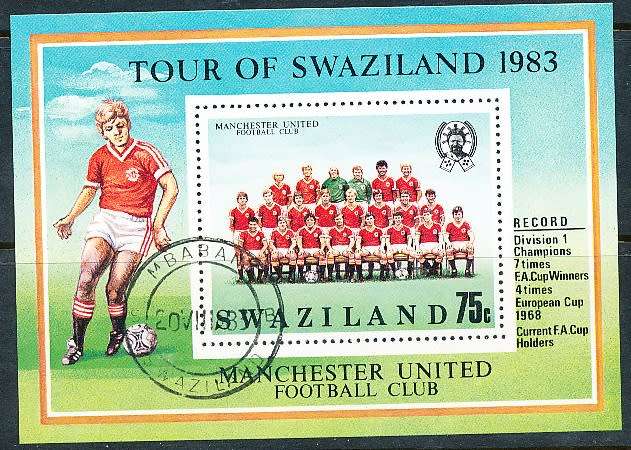 TOUR OF SWAZILAND 1983
MANCHESTER UNITED
FOOTBALL CLUB
RECORD
Division 1
Champions
7 times
F.A.Cup Winners
4 times
European Cup
1968
Current F.A.Cup
Holders
SWAZILAND 75c
MANCHESTER UNITED
FOOTBALL CLUB